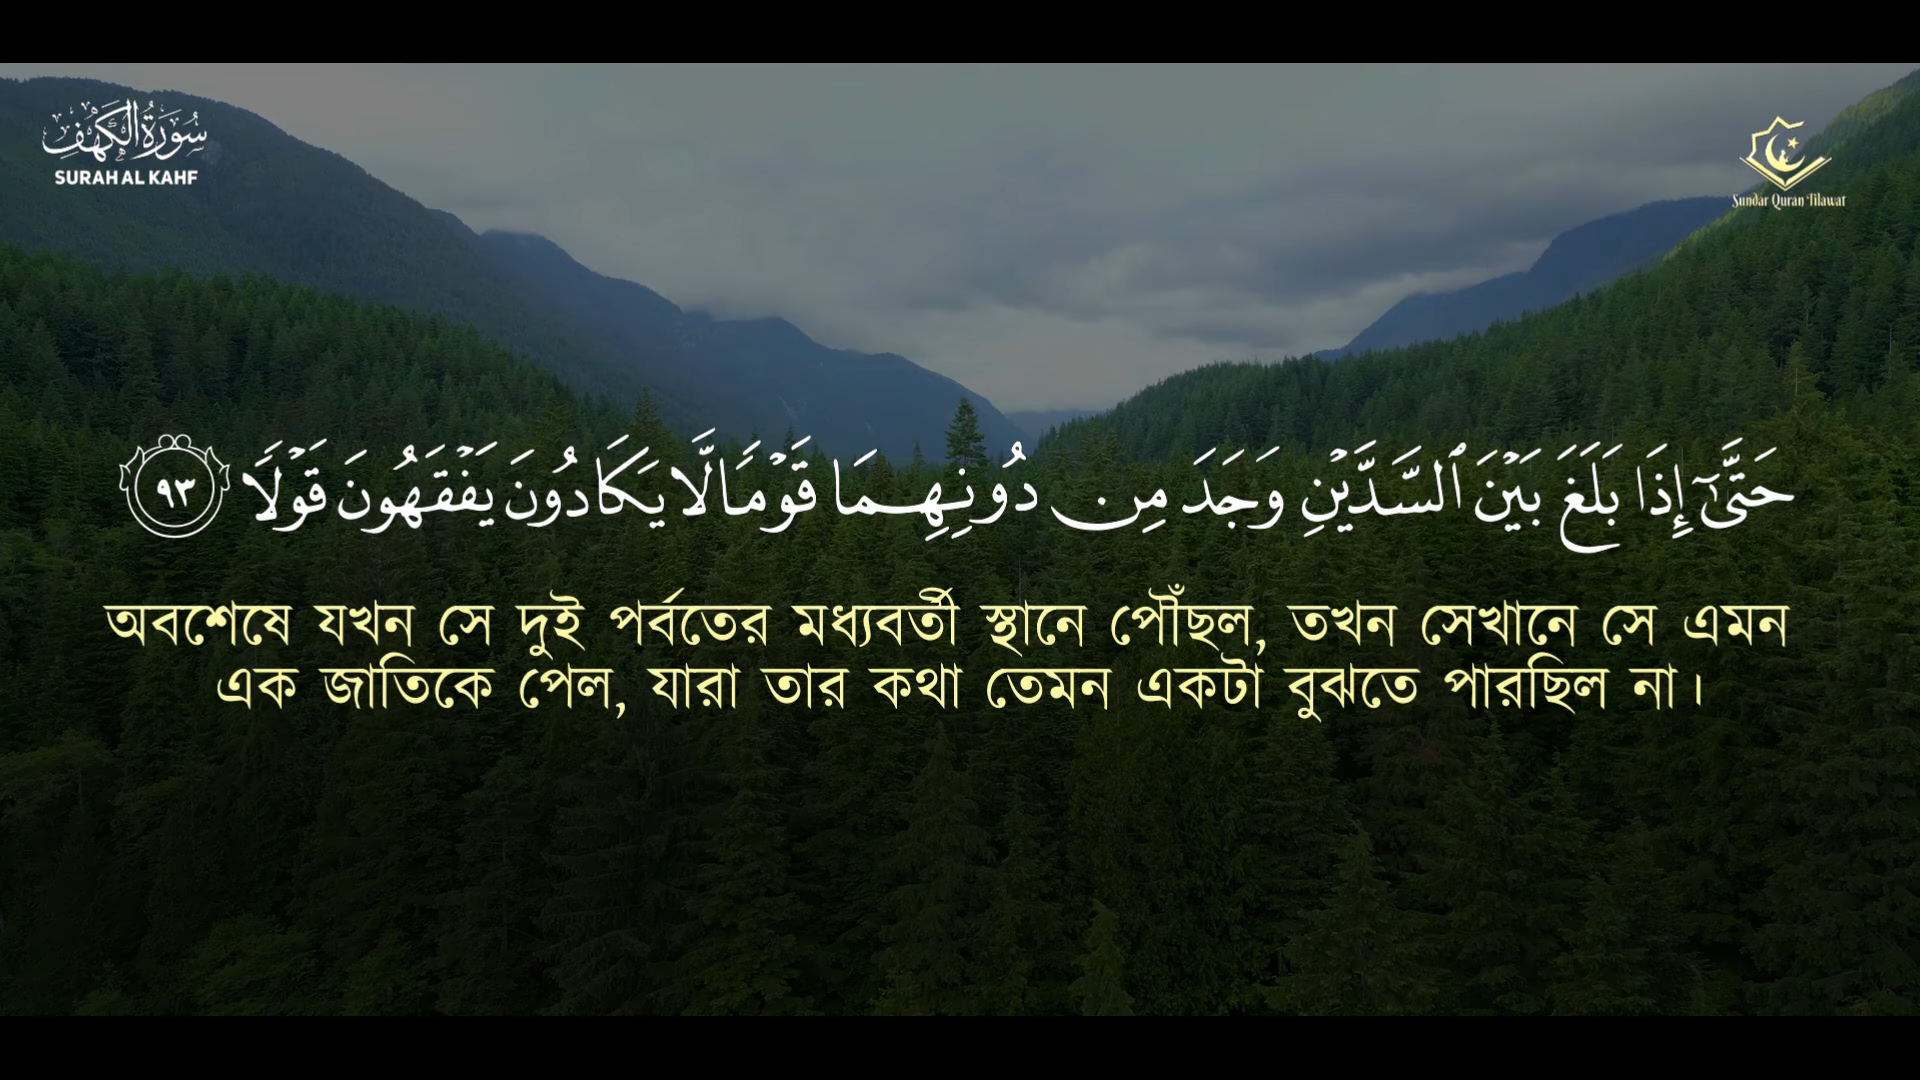 سُورَةُ الكَهْفِ
SURAH AL KAHF
Sundar Quran Tilawat
حَتَّىٰٓ إِذَا بَلَغَ بَيْنَ ٱلسَّدَّيْنِ وَجَدَ مِن دُونِهِمَا قَوْمًا لَّا يَكَادُونَ يَفْقَهُونَ قَوْلًا ٩٣
অবশেষে যখন সে দুই পর্বতের মধ্যবর্তী স্থানে পৌঁছল, তখন সেখানে সে এমন
এক জাতিকে পেল, যারা তার কথা তেমন একটা বুঝতে পারছিল না।